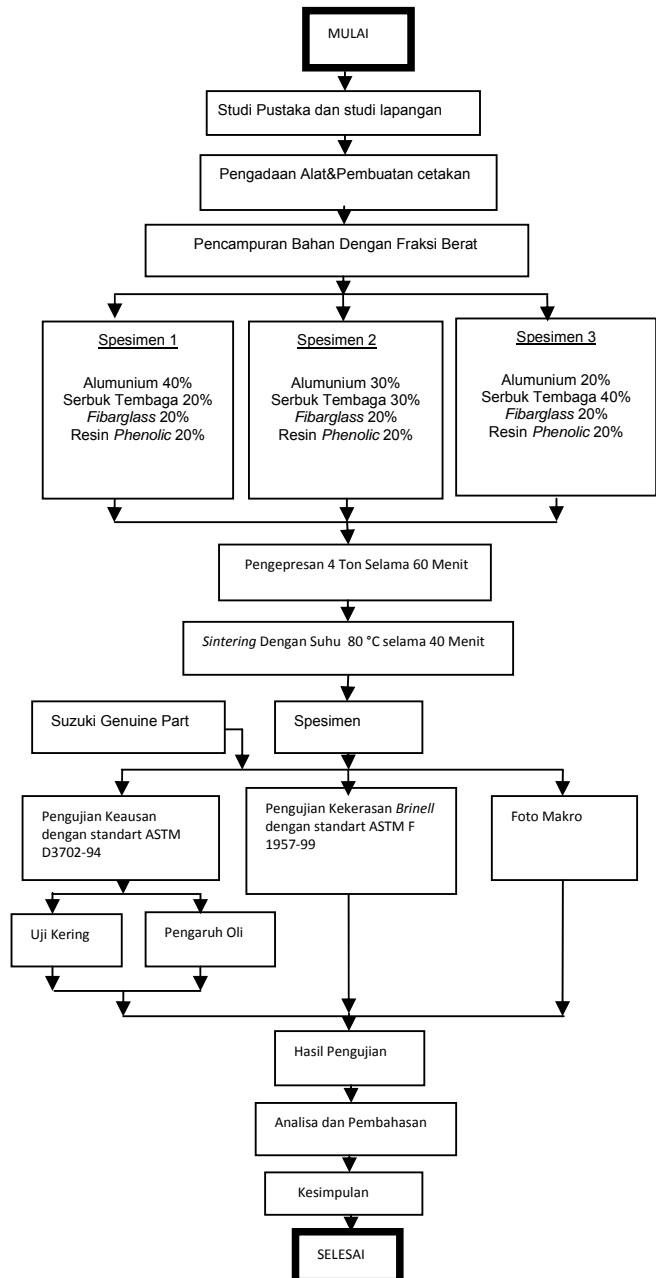 MULAI
Studi Pustaka dan studi lapangan
Pengadaan Alat&Pembuatan cetakan
Pencampuran Bahan Dengan Fraksi Berat
Spesimen 1
Alumunium 40%
Serbuk Tembaga 20%
Fibarglass 20%
Resin Phenolic 20%
Spesimen 2
Alumunium 30%
Serbuk Tembaga 30%
Fibarglass 20%
Resin Phenolic 20%
Spesimen 3
Alumunium 20%
Serbuk Tembaga 40%
Fibarglass 20%
Resin Phenolic 20%
Pengepresan 4 Ton Selama 60 Menit
Sintering Dengan Suhu 80 °C selama 40 Menit
Suzuki Genuine Part
Spesimen
Pengujian Keausan
dengan standart ASTM
D3702-94
Pengujian Kekerasan Brinell
dengan standart ASTM F
1957-99
Foto Makro
Uji Kering
Pengaruh Oli
Hasil Pengujian
Analisa dan Pembahasan
Kesimpulan
SELESAI